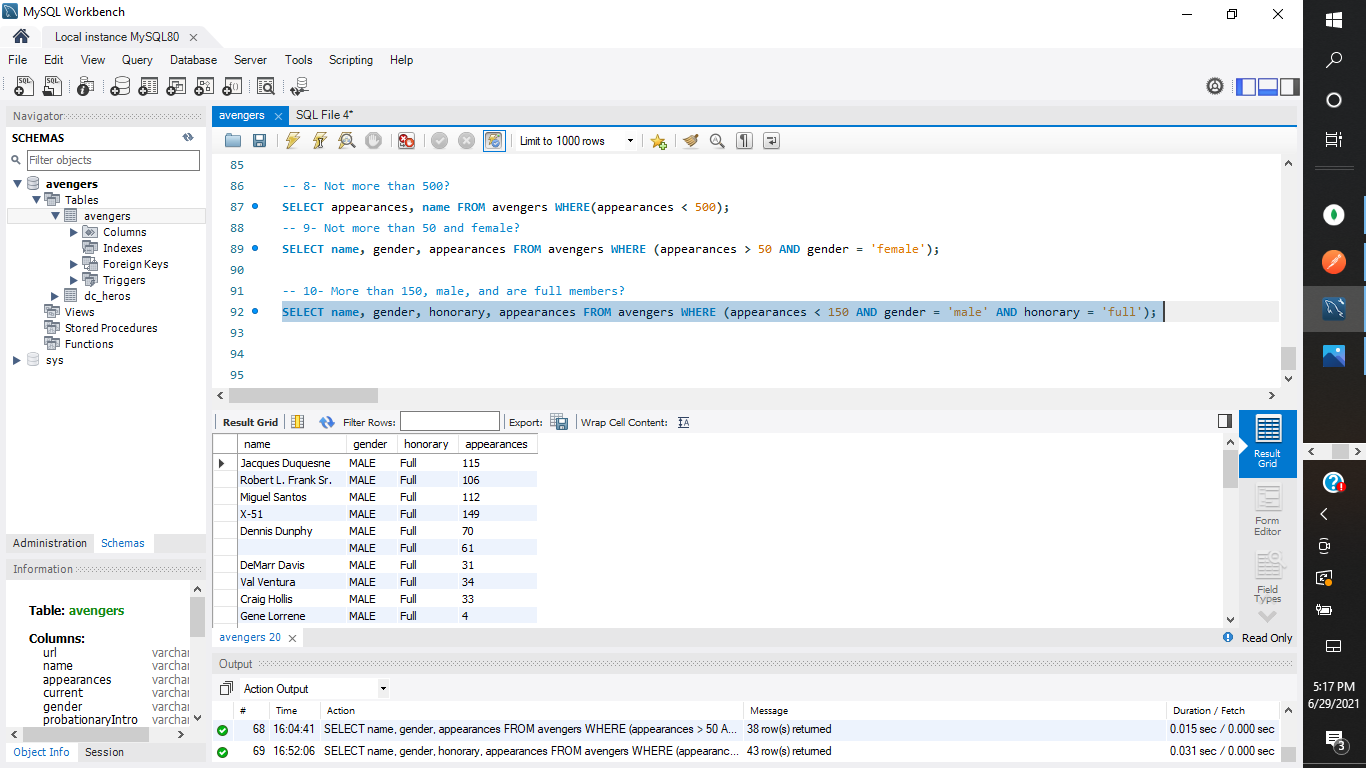 MySQL Workbench
Local instance MySQL80
File Edit View Query Database Server Tools Scripting Help
Navigator
SCHEMAS
Filter objects
avengers
Tables
avengers
Columns
Indexes
Foreign Keys
Triggers
dc_heros
Views
Stored Procedures
Functions
sys
Administration Schemas
Information
Table: avengers
Columns:
url varchar
name varchar
appearances varchar
current varchar
gender varchar
probationaryIntro varchar
Object Info Session
avengers SQL File 4*
Limit to 1000 rows
85
86 -- 8- Not more than 500?
87 SELECT appearances, name FROM avengers WHERE(appearances < 500);
88 -- 9- Not more than 50 and female?
89 SELECT name, gender, appearances FROM avengers WHERE (appearances > 50 AND gender = 'female');
90
91 -- 10- More than 150, male, and are full members?
92 SELECT name, gender, honorary, appearances FROM avengers WHERE (appearances < 150 AND gender = 'male' AND honorary = 'full');
93
94
95
Result Grid Filter Rows: Export: Wrap Cell Content:
name gender honorary appearances
Jacques Duquesne MALE Full 115
Robert L. Frank Sr. MALE Full 106
Miguel Santos MALE Full 112
X-51 MALE Full 149
Dennis Dunphy MALE Full 70
MALE Full 61
DeMarr Davis MALE Full 31
Val Ventura MALE Full 34
Craig Hollis MALE Full 33
Gene Lorrene MALE Full 4
Result Grid
Form Editor
Field Types
avengers 20
Read Only
Output
Action Output
# Time Action Message Duration / Fetch
68 16:04:41 SELECT name, gender, appearances FROM avengers WHERE (appearances > 50 A... 38 row(s) returned 0.015 sec / 0.000 sec
69 16:52:06 SELECT name, gender, honorary, appearances FROM avengers WHERE (appearanc... 43 row(s) returned 0.031 sec / 0.000 sec
5:17 PM
6/29/2021
3